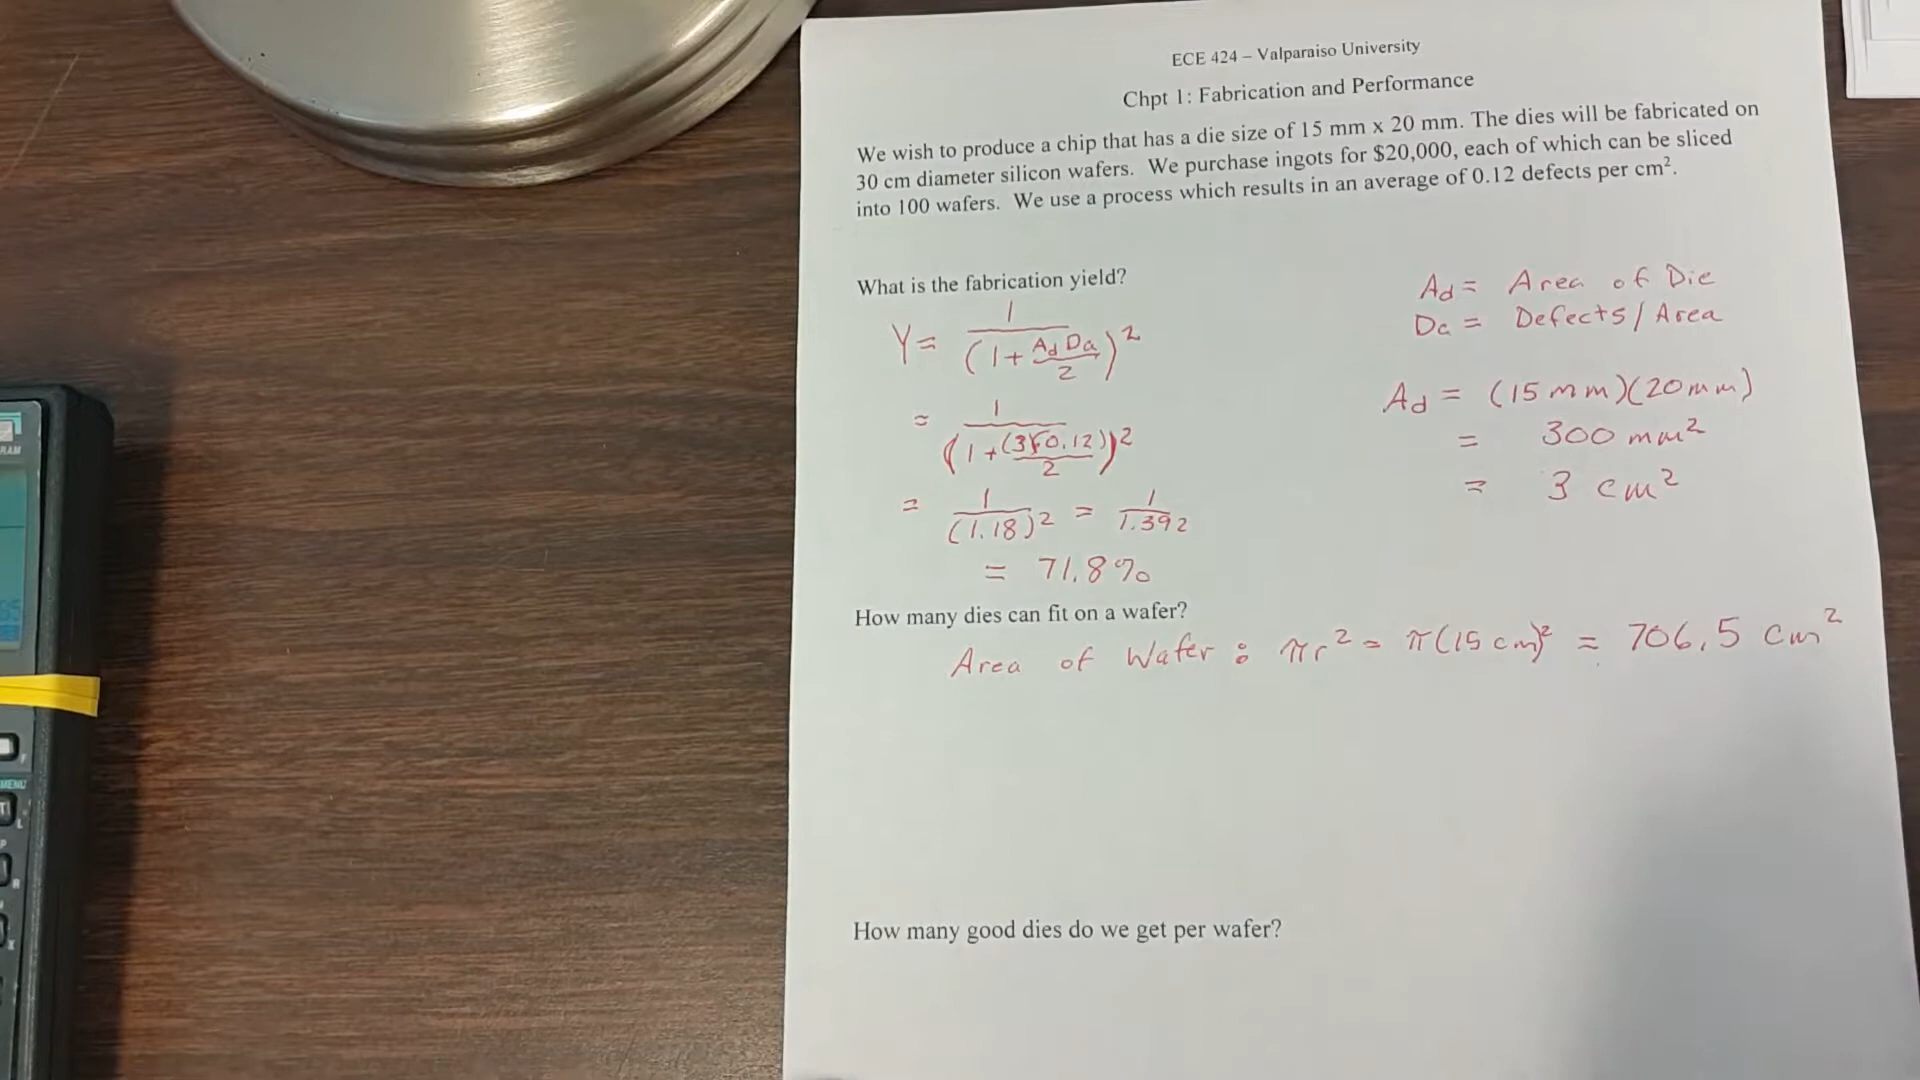 ECE 424 – Valparaiso University
Chpt 1: Fabrication and Performance
We wish to produce a chip that has a die size of 15 mm x 20 mm. The dies will be fabricated on
30 cm diameter silicon wafers. We purchase ingots for $20,000, each of which can be sliced
into 100 wafers. We use a process which results in an average of 0.12 defects per cm².
What is the fabrication yield?
Y = 1 / (1 + Ad Da / 2)²
= 1 / (1 + (3)(0.12) / 2)²
= 1 / (1.18)² = 1 / 1.392
= 71.8%
Ad = Area of Die
Da = Defects / Area
Ad = (15 mm)(20 mm)
= 300 mm²
= 3 cm²
How many dies can fit on a wafer?
Area of Wafer : πr² = π(15 cm)² = 706.5 cm²
How many good dies do we get per wafer?
RAM
MENU